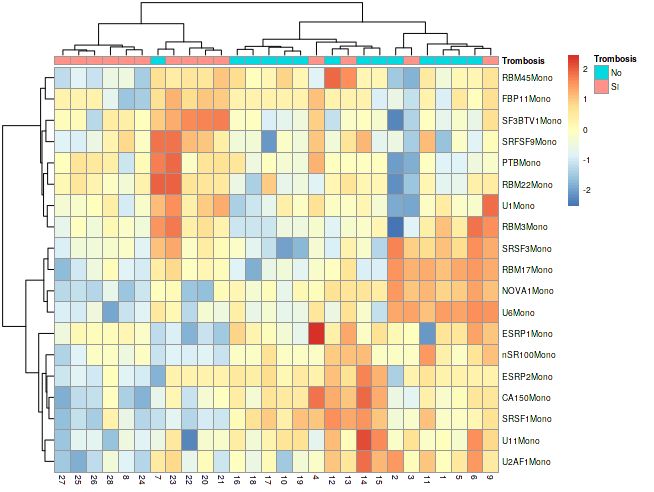 Trombosis
Trombosis
No
SI
2
1
0
-1
-2
RBM45Mono
FBP11Mono
SF3BTV1Mono
SRFSF9Mono
PTBMono
RBM22Mono
U1Mono
RBM3Mono
SRSF3Mono
RBM17Mono
NOVA1Mono
U6Mono
ESRP1Mono
nSR100Mono
ESRP2Mono
CA150Mono
SRSF1Mono
U11Mono
U2AF1Mono
27 25 26 28 8 24 7 23 22 20 21 16 18 17 10 19 4 12 13 14 15 2 3 11 1 5 6 9